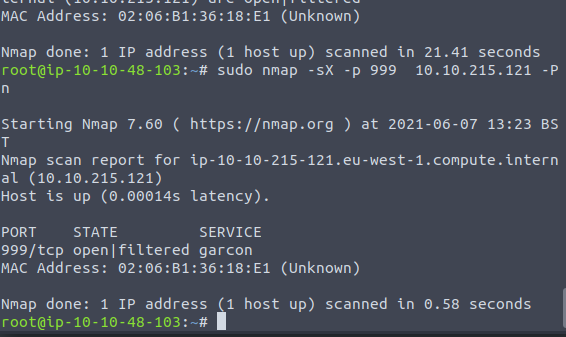 MAC Address: 02:06:B1:36:18:E1 (Unknown)

Nmap done: 1 IP address (1 host up) scanned in 21.41 seconds
root@ip-10-10-48-103:~# sudo nmap -sX -p 999  10.10.215.121 -P
n

Starting Nmap 7.60 ( https://nmap.org ) at 2021-06-07 13:23 BS
T
Nmap scan report for ip-10-10-215-121.eu-west-1.compute.intern
al (10.10.215.121)
Host is up (0.00014s latency).

PORT    STATE         SERVICE
999/tcp open|filtered garcon
MAC Address: 02:06:B1:36:18:E1 (Unknown)

Nmap done: 1 IP address (1 host up) scanned in 0.58 seconds
root@ip-10-10-48-103:~#